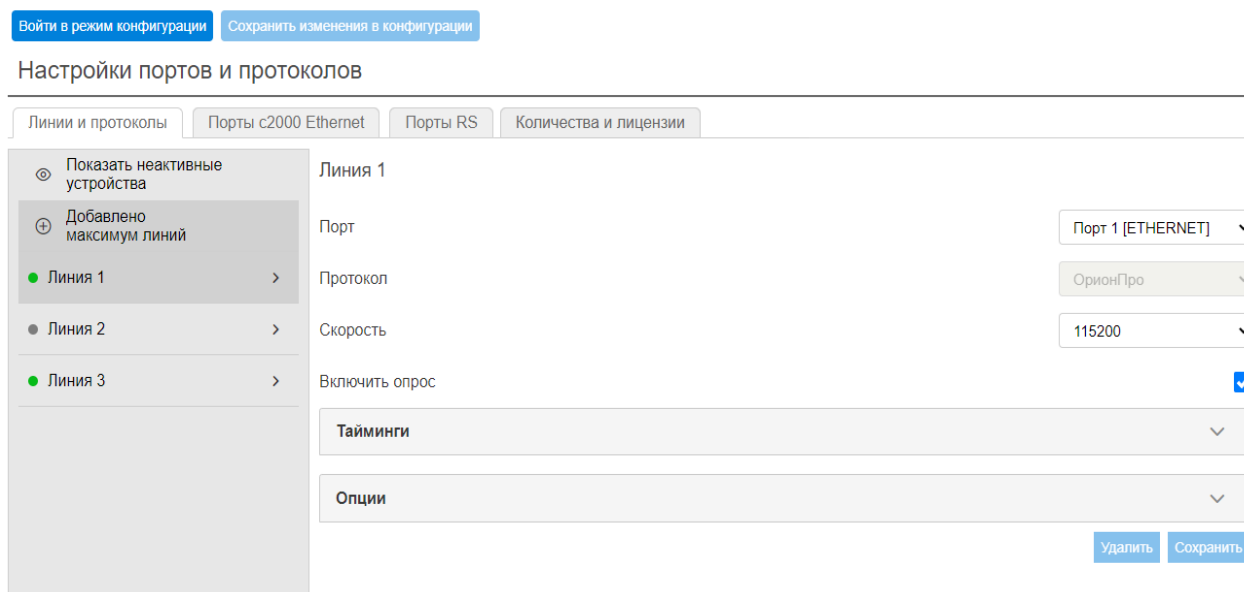 Войти в режим конфигурации
Сохранить изменения в конфигурации
Настройки портов и протоколов
Линии и протоколы
Порты с2000 Ethernet
Порты RS
Количества и лицензии
Показать неактивные
устройства
Добавлено
максимум линий
Линия 1
Линия 2
Линия 3
Линия 1
Порт
Порт 1 [ETHERNET]
Протокол
ОрионПро
Скорость
115200
Включить опрос
Тайминги
Опции
Удалить
Сохранить